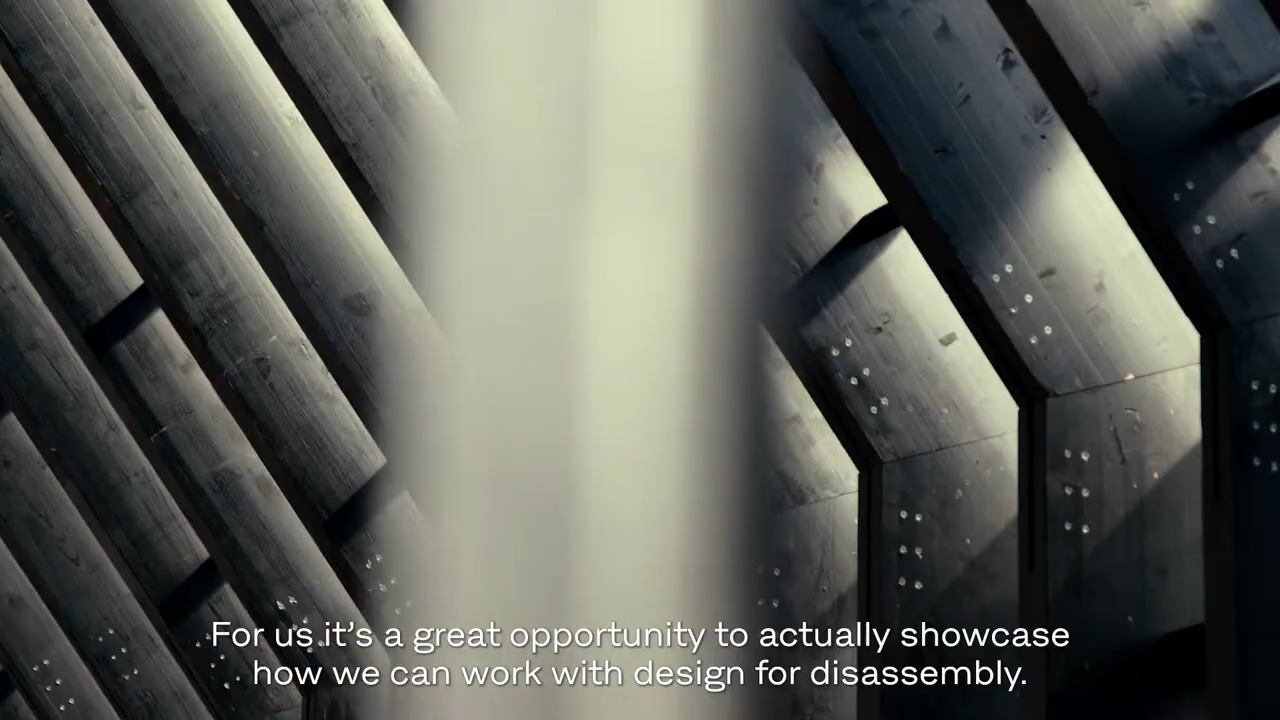 For us it's a great opportunity to actually showcase
how we can work with design for disassembly.